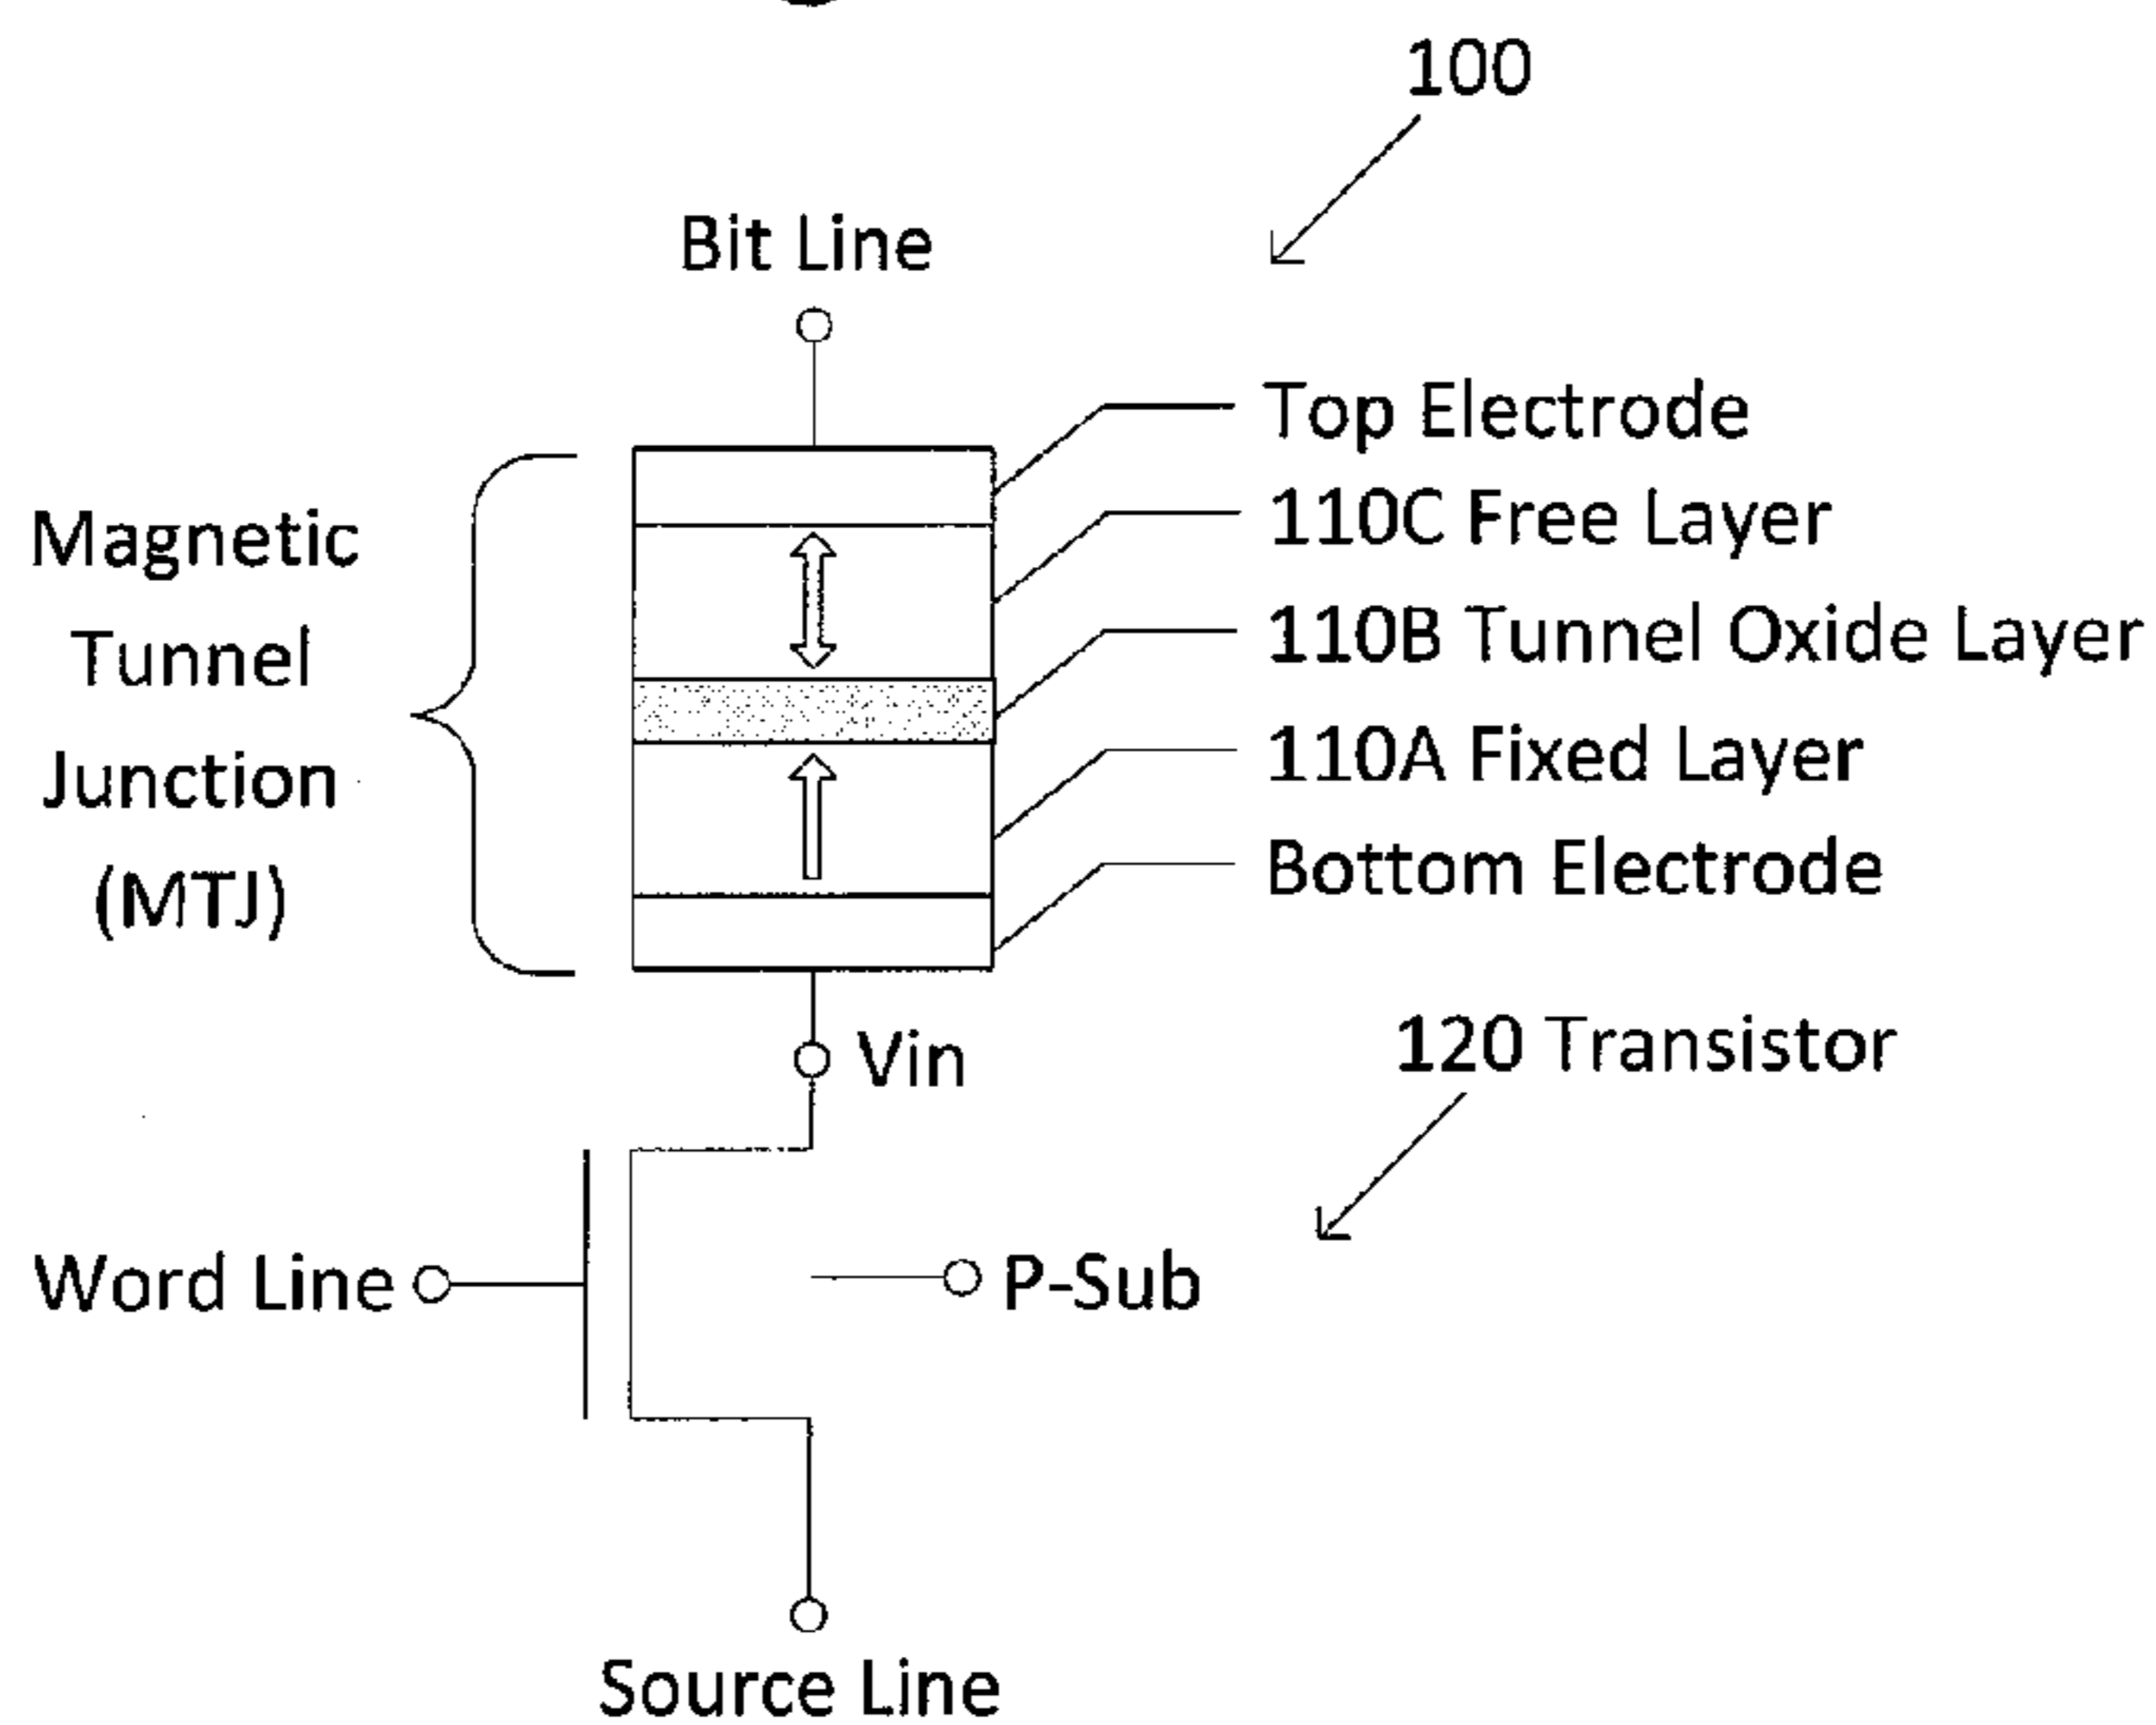 100
Bit Line
Top Electrode
110C Free Layer
110B Tunnel Oxide Layer
110A Fixed Layer
Bottom Electrode
Magnetic
Tunnel
Junction
(MTJ)
Vin
120 Transistor
Word Line
P-Sub
Source Line